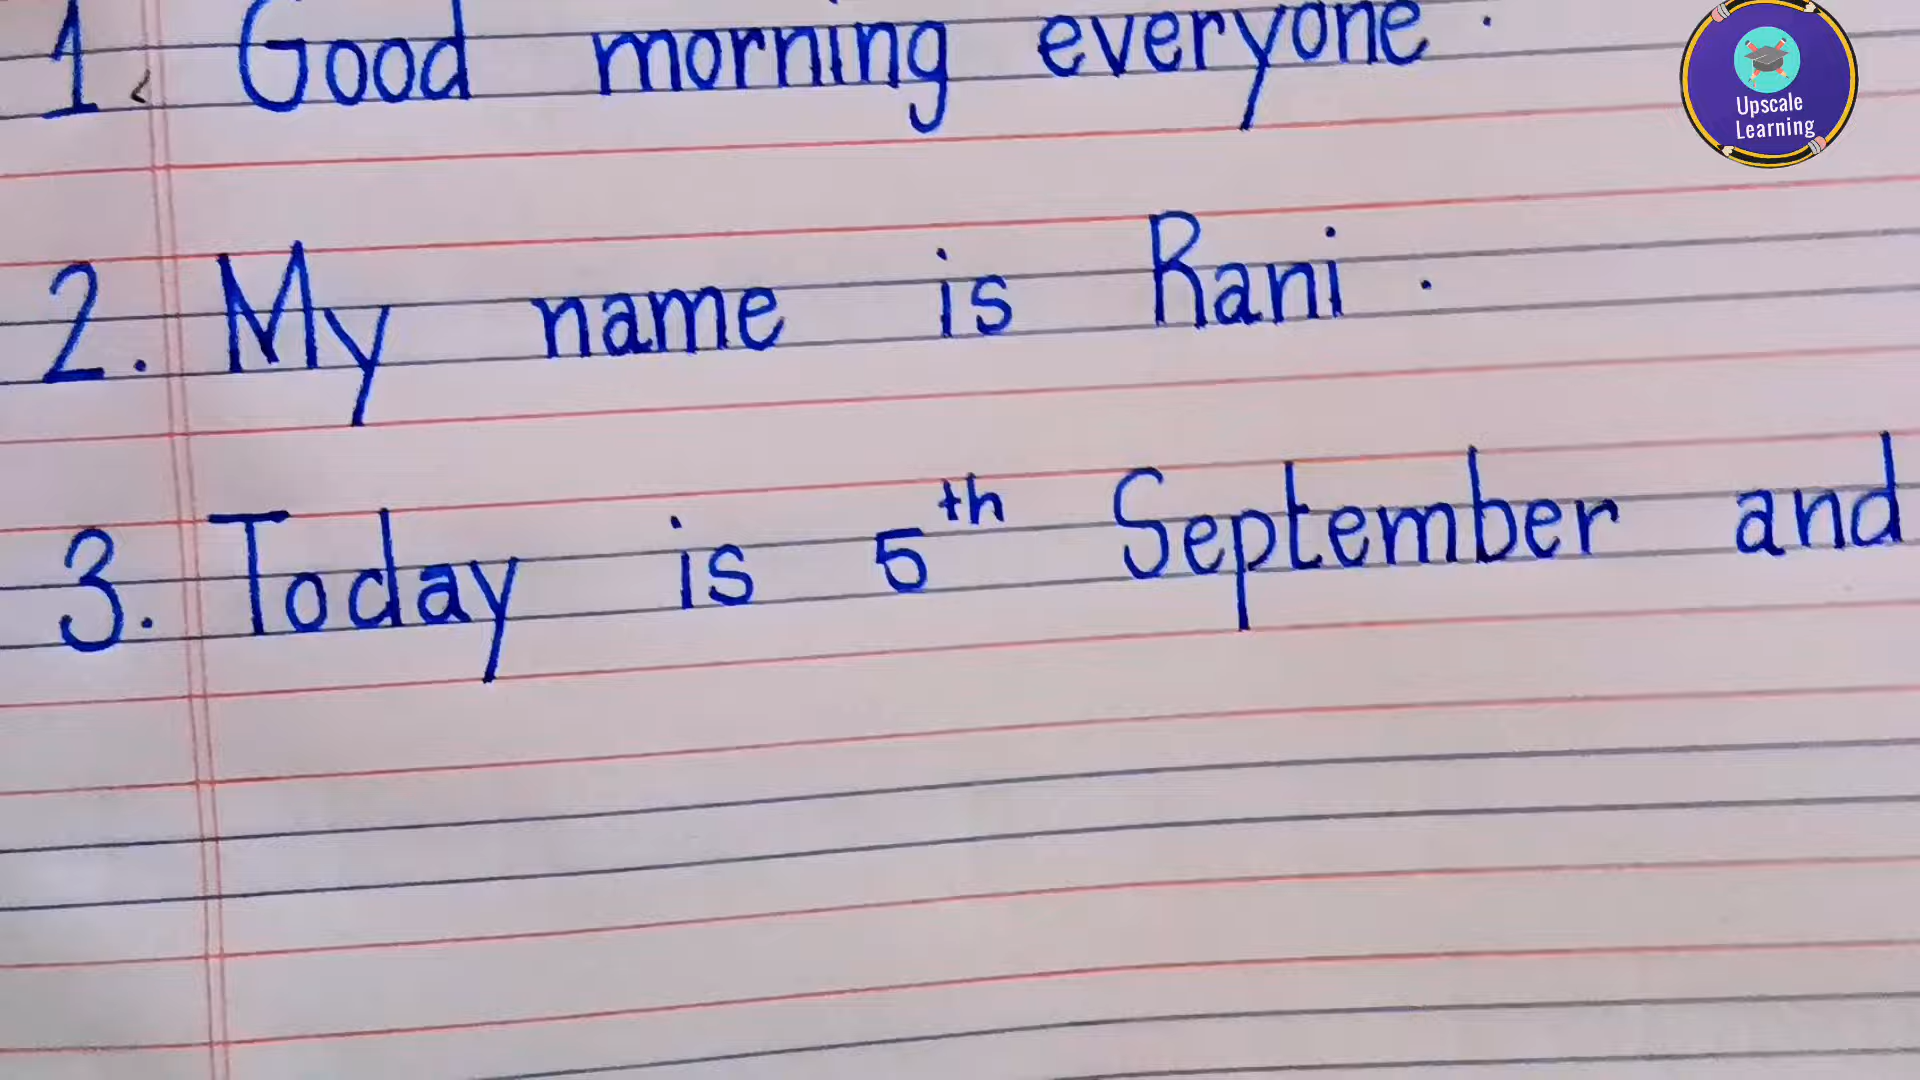 1. Good morning everyone.
Upscale
Learning
2. My name is Rani.
3. Today is 5th September and